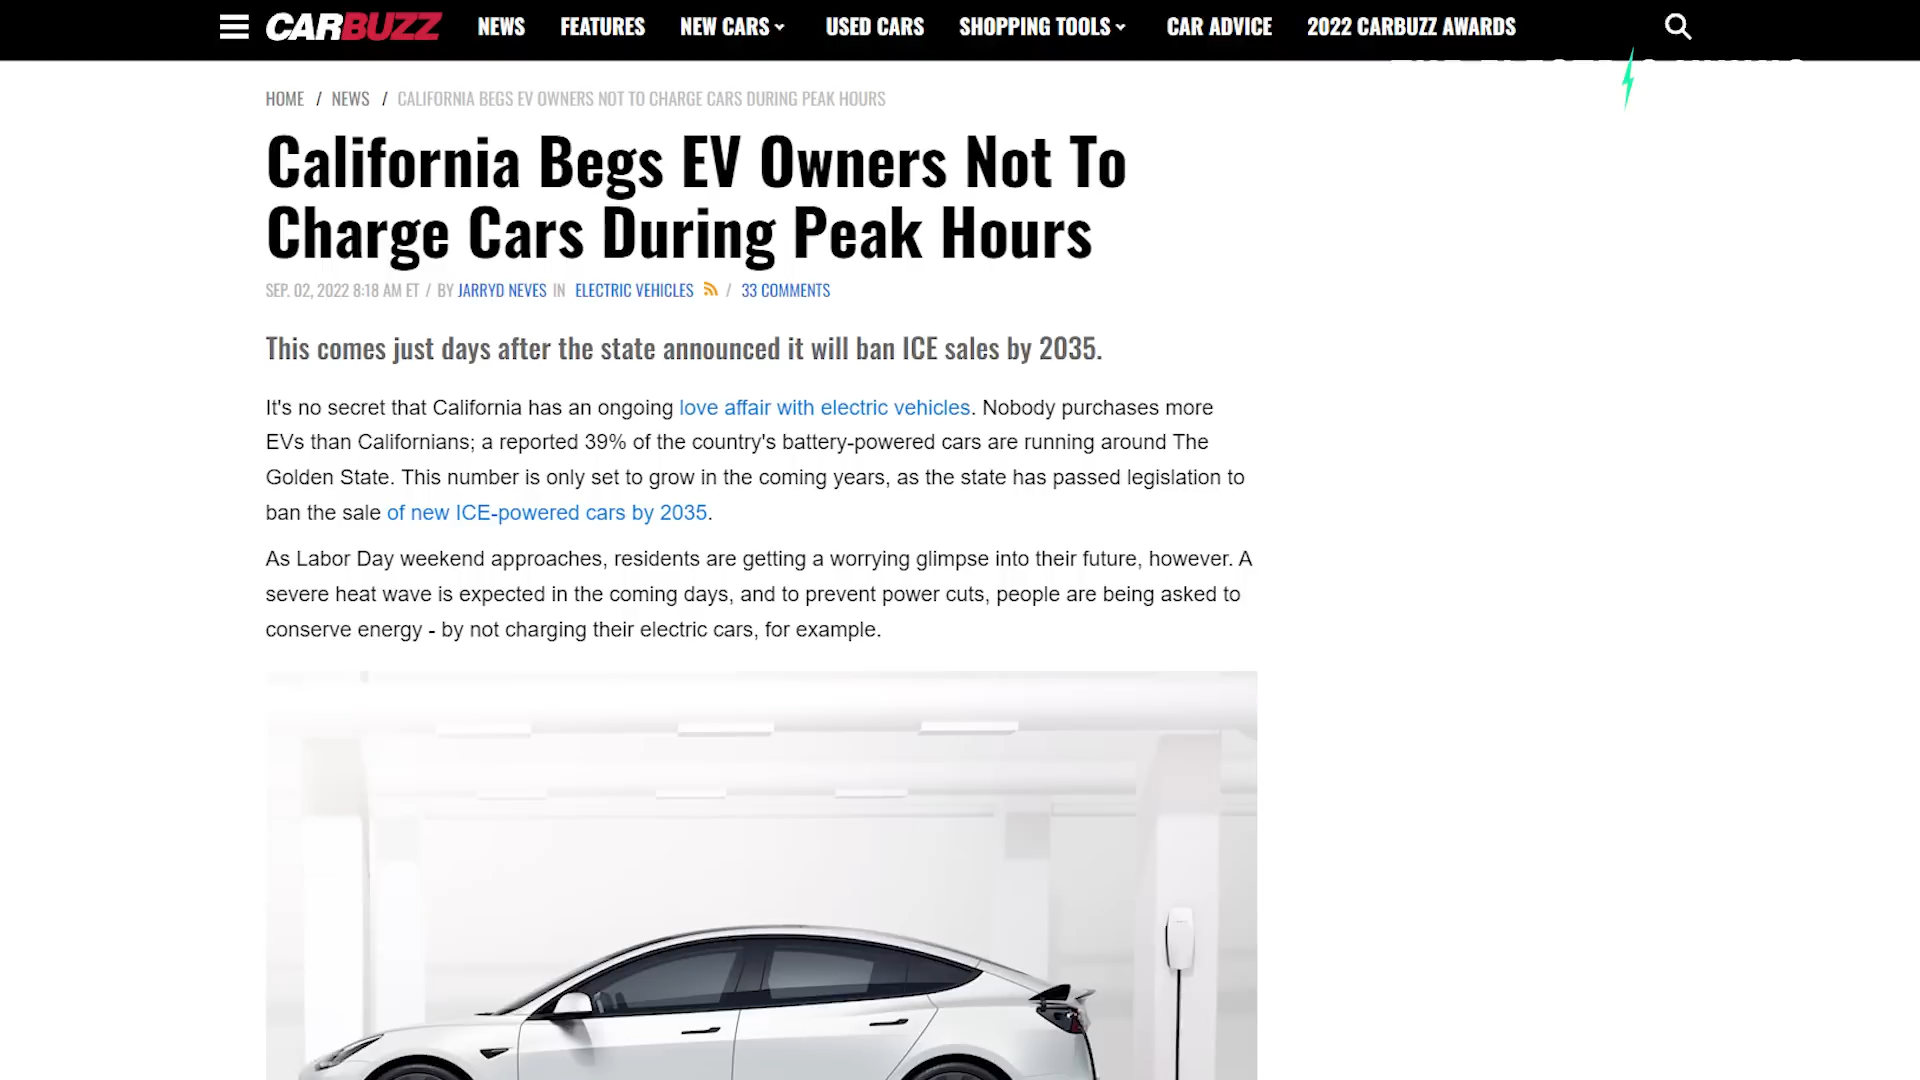 CARBUZZ NEWS FEATURES NEW CARS USED CARS SHOPPING TOOLS CAR ADVICE 2022 CARBUZZ AWARDS
HOME / NEWS / CALIFORNIA BEGS EV OWNERS NOT TO CHARGE CARS DURING PEAK HOURS
California Begs EV Owners Not To
Charge Cars During Peak Hours
SEP. 02, 2022 8:18 AM ET / BY JARRYD NEVES IN ELECTRIC VEHICLES / 33 COMMENTS
This comes just days after the state announced it will ban ICE sales by 2035.
It's no secret that California has an ongoing love affair with electric vehicles. Nobody purchases more
EVs than Californians; a reported 39% of the country's battery-powered cars are running around The
Golden State. This number is only set to grow in the coming years, as the state has passed legislation to
ban the sale of new ICE-powered cars by 2035.
As Labor Day weekend approaches, residents are getting a worrying glimpse into their future, however. A
severe heat wave is expected in the coming days, and to prevent power cuts, people are being asked to
conserve energy - by not charging their electric cars, for example.